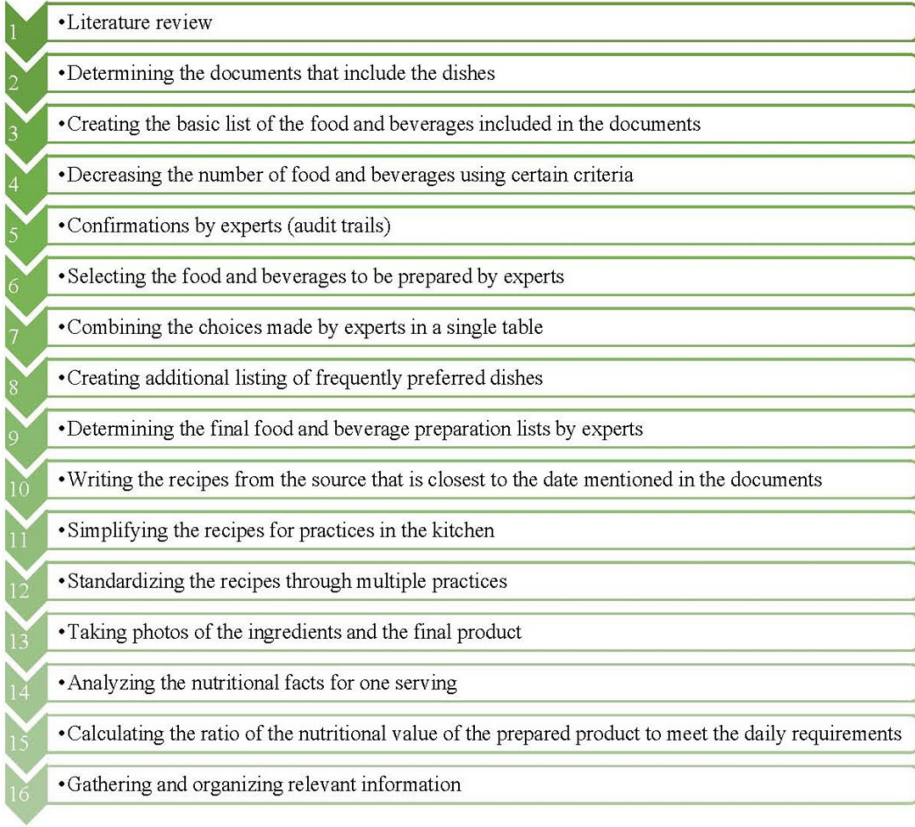 1 •Literature review
2 •Determining the documents that include the dishes
3 •Creating the basic list of the food and beverages included in the documents
4 •Decreasing the number of food and beverages using certain criteria
5 •Confirmations by experts (audit trails)
6 •Selecting the food and beverages to be prepared by experts
7 •Combining the choices made by experts in a single table
8 •Creating additional listing of frequently preferred dishes
9 •Determining the final food and beverage preparation lists by experts
10 •Writing the recipes from the source that is closest to the date mentioned in the documents
11 •Simplifying the recipes for practices in the kitchen
12 •Standardizing the recipes through multiple practices
13 •Taking photos of the ingredients and the final product
14 •Analyzing the nutritional facts for one serving
15 •Calculating the ratio of the nutritional value of the prepared product to meet the daily requirements
16 •Gathering and organizing relevant information